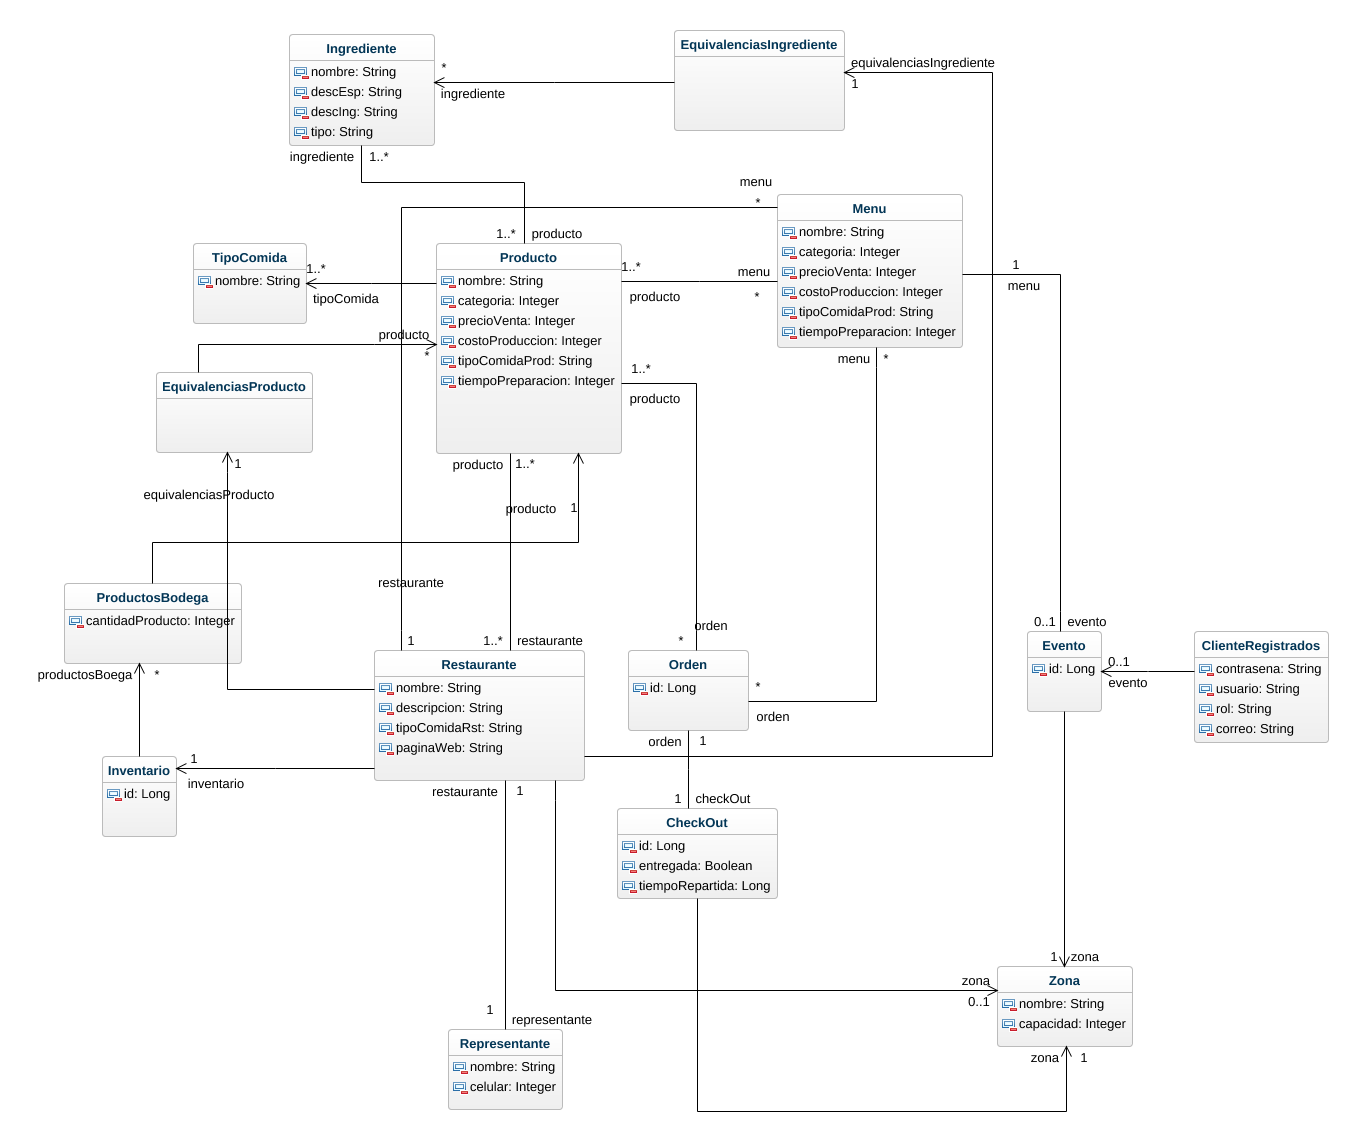 Ingrediente
nombre: String
descEsp: String
descIng: String
tipo: String
EquivalenciasIngrediente
*
ingrediente
equivalenciasIngrediente
1
ingrediente
1..*
menu
*
Menu
nombre: String
categoria: Integer
precioVenta: Integer
costoProduccion: Integer
tipoComidaProd: String
tiempoPreparacion: Integer
1..*
producto
TipoComida
nombre: String
1..*
tipoComida
Producto
nombre: String
categoria: Integer
precioVenta: Integer
costoProduccion: Integer
tipoComidaProd: String
tiempoPreparacion: Integer
1..*
producto
menu
*
1
menu
producto
*
menu
*
1..*
producto
EquivalenciasProducto
1
equivalenciasProducto
producto
1..*
producto
1
restaurante
1
1..*
restaurante
orden
*
ProductosBodega
cantidadProducto: Integer
productosBoega
*
0..1
evento
Evento
id: Long
0..1
evento
ClienteRegistrados
contrasena: String
usuario: String
rol: String
correo: String
Restaurante
nombre: String
descripcion: String
tipoComidaRst: String
paginaWeb: String
Orden
id: Long
*
orden
orden
1
Inventario
id: Long
1
inventario
restaurante
1
1
checkOut
CheckOut
id: Long
entregada: Boolean
tiempoRepartida: Long
1
zona
zona
0..1
Zona
nombre: String
capacidad: Integer
zona
1
1
representante
Representante
nombre: String
celular: Integer